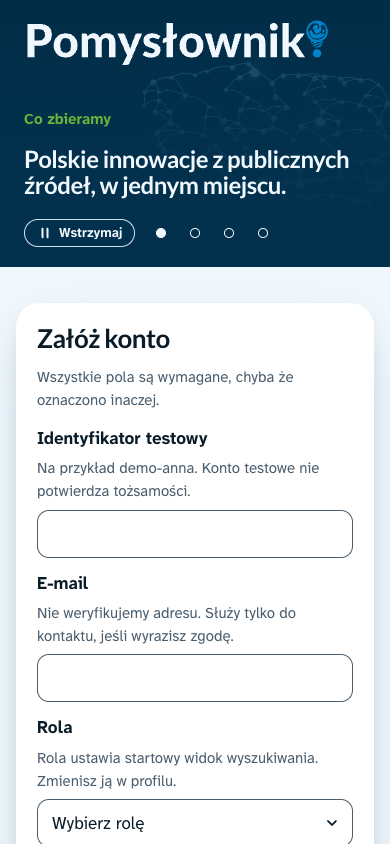 Pomysłownik
Co zbieramy
Polskie innowacje z publicznych
źródeł, w jednym miejscu.
Wstrzymaj
Załóż konto
Wszystkie pola są wymagane, chyba że
oznaczono inaczej.
Identyfikator testowy
Na przykład demo-anna. Konto testowe nie
potwierdza tożsamości.
E-mail
Nie weryfikujemy adresu. Służy tylko do
kontaktu, jeśli wyrazisz zgodę.
Rola
Rola ustawia startowy widok wyszukiwania.
Zmienisz ją w profilu.
Wybierz rolę